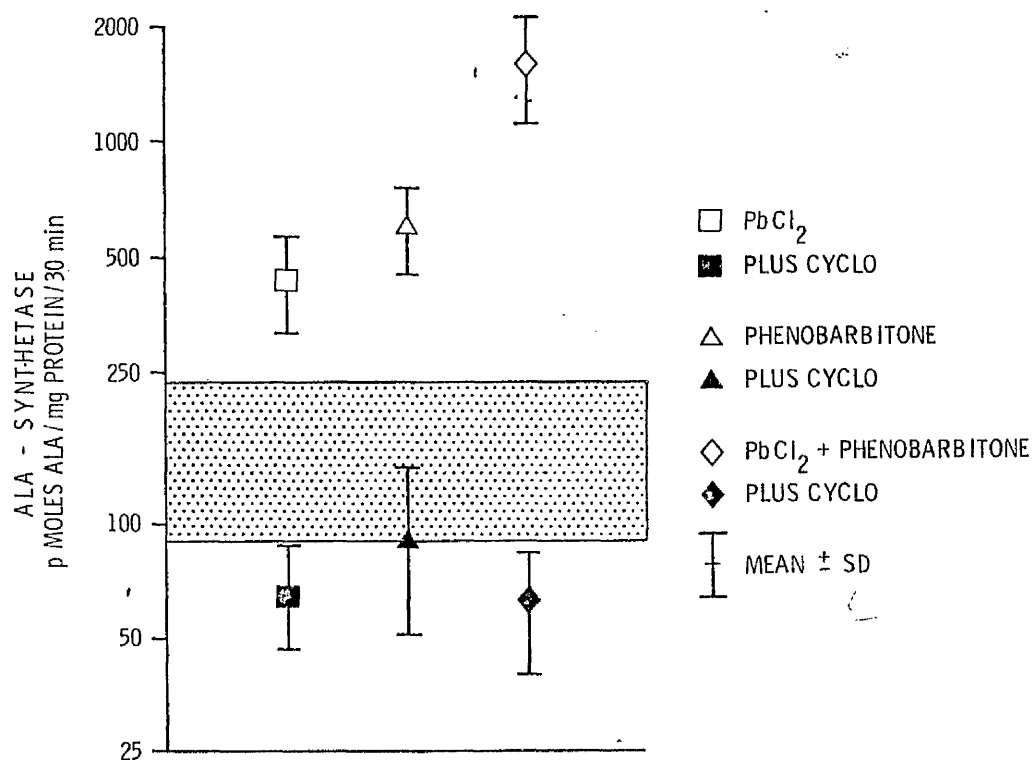 ALA - SYNTHETASE
p MOLES ALA/mg PROTEIN/30 min
2000
1000
500
250
100
50
25
PbCl2
PLUS CYCLO
PHENOBARBITONE
PLUS CYCLO
PbCl2 + PHENOBARBITONE
PLUS CYCLO
MEAN ± SD